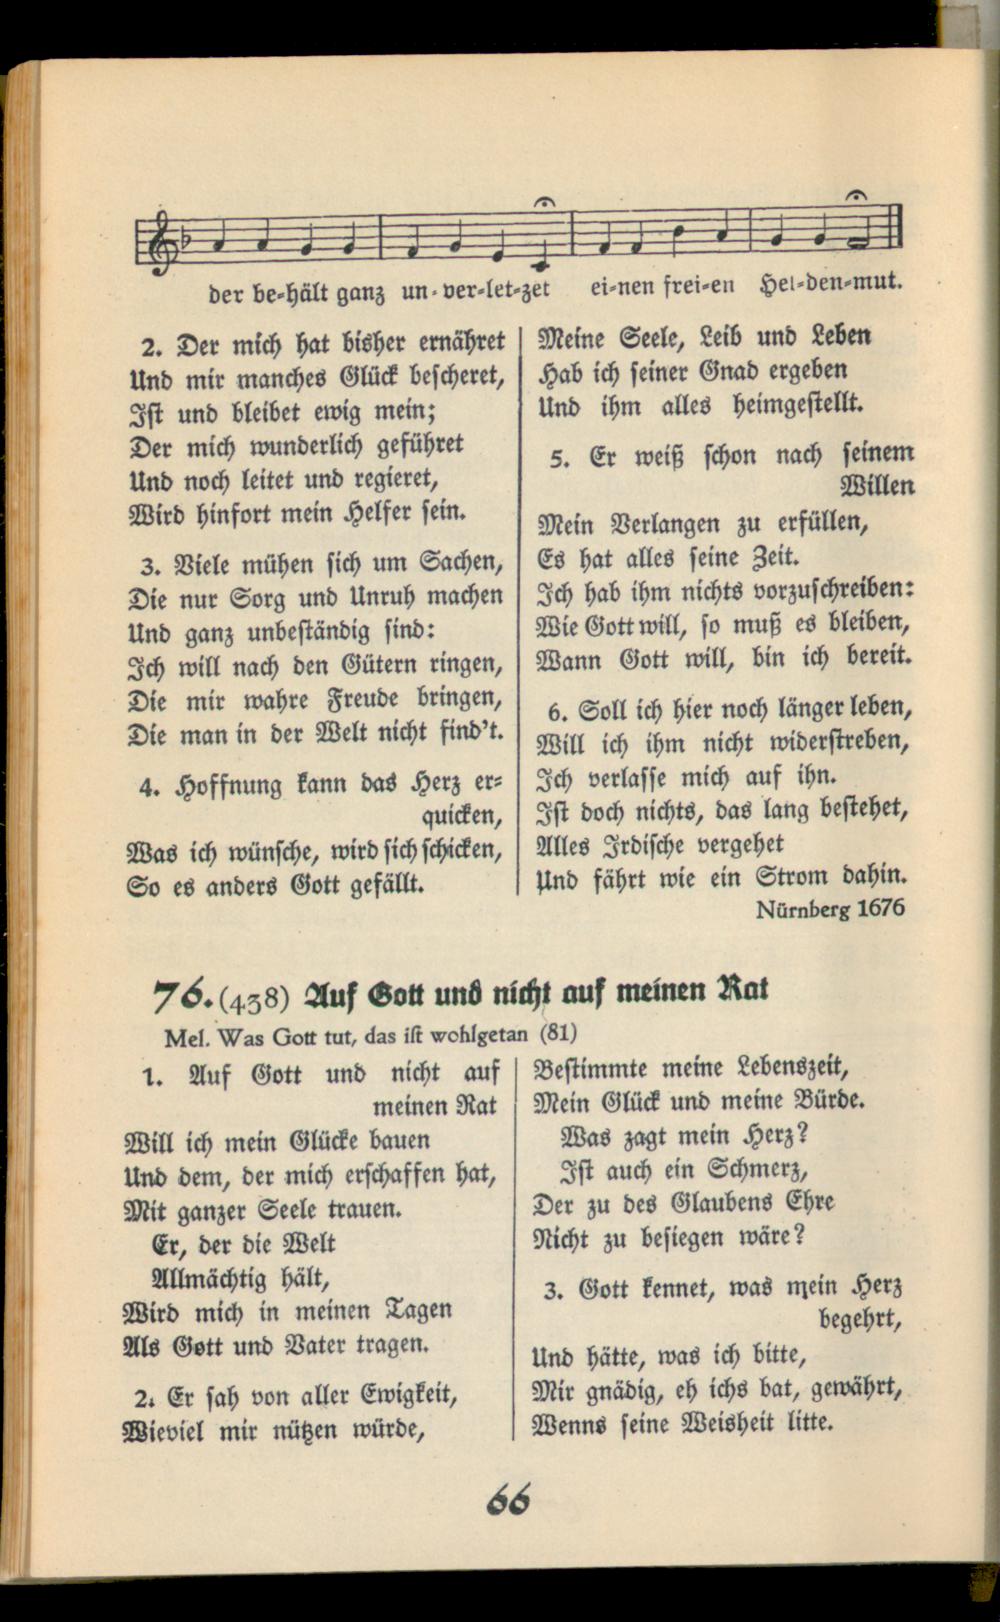 der be-hält ganz un-ver-let-zet ei-nen frei-en Hel-den-mut.
2. Der mich hat bisher ernähret
Und mir manches Glück bescheret,
Ist und bleibet ewig mein;
Der mich wunderlich geführet
Und noch leitet und regieret,
Wird hinfort mein Helfer sein.
3. Viele mühen sich um Sachen,
Die nur Sorg und Unruh machen
Und ganz unbeständig sind:
Ich will nach den Gütern ringen,
Die mir wahre Freude bringen,
Die man in der Welt nicht find't.
4. Hoffnung kann das Herz er-
quicken,
Was ich wünsche, wird sich schicken,
So es anders Gott gefällt.
Meine Seele, Leib und Leben
Hab ich seiner Gnad ergeben
Und ihm alles heimgestellt.
5. Er weiß schon nach seinem
Willen
Mein Verlangen zu erfüllen,
Es hat alles seine Zeit.
Ich hab ihm nichts vorzuschreiben:
Wie Gott will, so muß es bleiben,
Wann Gott will, bin ich bereit.
6. Soll ich hier noch länger leben,
Will ich ihm nicht widerstreben,
Ich verlasse mich auf ihn.
Ist doch nichts, das lang bestehet,
Alles Irdische vergehet
Und fährt wie ein Strom dahin.
Nürnberg 1676
76. (438) Auf Gott und nicht auf meinen Rat
Mel. Was Gott tut, das ist wohlgetan (81)
1. Auf Gott und nicht auf
meinen Rat
Will ich mein Glücke bauen
Und dem, der mich erschaffen hat,
Mit ganzer Seele trauen.
Er, der die Welt
Allmächtig hält,
Wird mich in meinen Tagen
Als Gott und Vater tragen.
2. Er sah von aller Ewigkeit,
Wieviel mir nützen würde,
Bestimmte meine Lebenszeit,
Mein Glück und meine Bürde.
Was zagt mein Herz?
Ist auch ein Schmerz,
Der zu des Glaubens Ehre
Nicht zu besiegen wäre?
3. Gott kennet, was mein Herz
begehrt,
Und hätte, was ich bitte,
Mir gnädig, eh ichs bat, gewährt,
Wenns seine Weisheit litte.
66